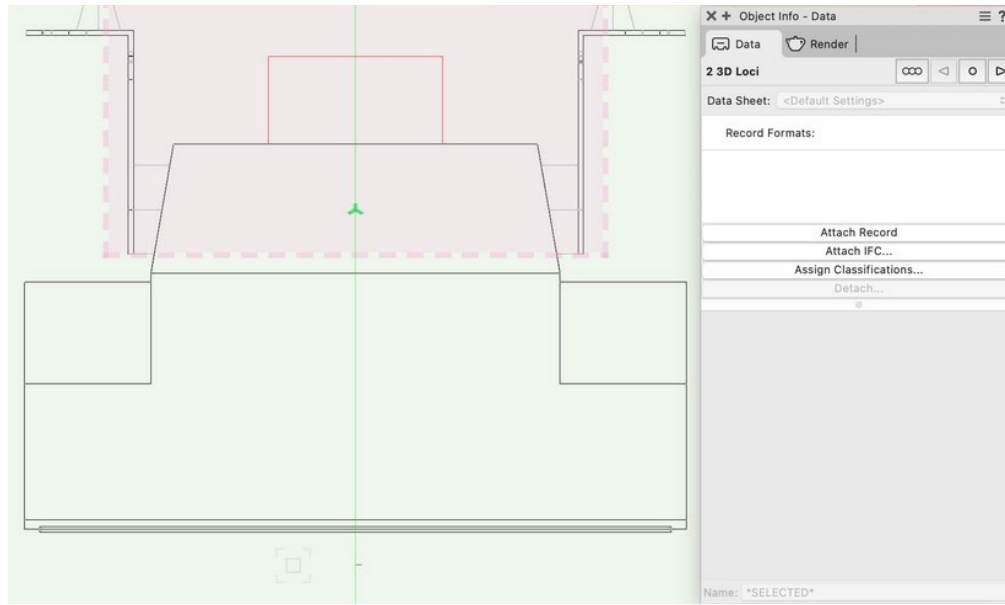 Object Info - Data
Data
Render
2 3D Loci
Data Sheet: <Default Settings>
Record Formats:
Attach Record
Attach IFC...
Assign Classifications...
Detach...
Name: *SELECTED*